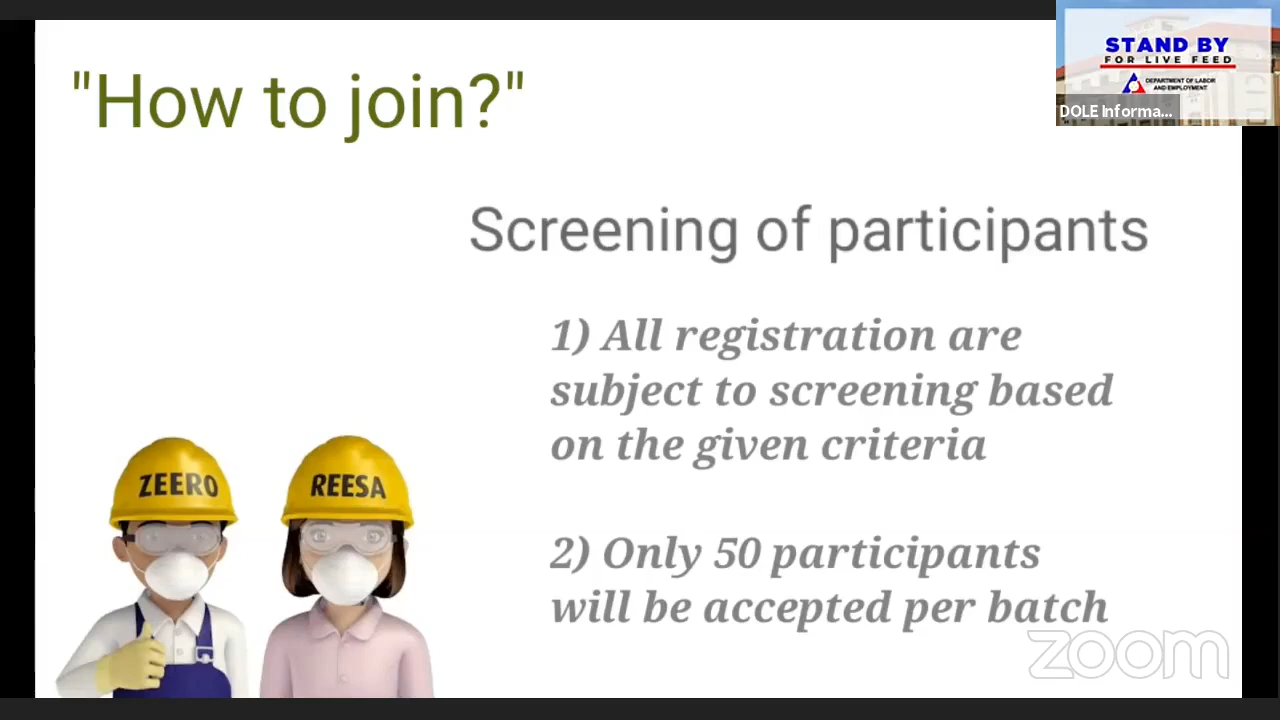 "How to join?"
STAND BY
FOR LIVE FEED
DEPARTMENT OF LABOR
AND EMPLOYMENT
DOLE Informa...
Screening of participants
1) All registration are
subject to screening based
on the given criteria
2) Only 50 participants
will be accepted per batch
ZEERO
REESA
zoom